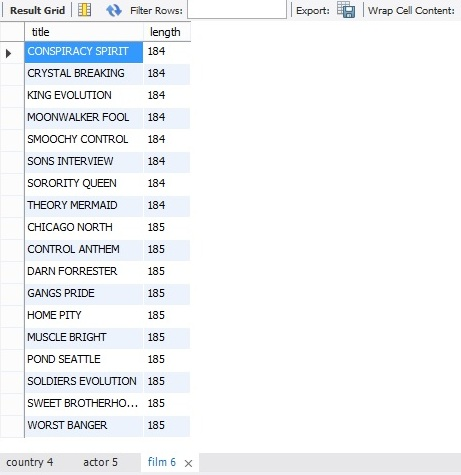 Result Grid Filter Rows: Export: Wrap Cell Content:
title length
CONSPIRACY SPIRIT 184
CRYSTAL BREAKING 184
KING EVOLUTION 184
MOONWALKER FOOL 184
SMOOCHY CONTROL 184
SONS INTERVIEW 184
SORORITY QUEEN 184
THEORY MERMAID 184
CHICAGO NORTH 185
CONTROL ANTHEM 185
DARN FORRESTER 185
GANGS PRIDE 185
HOME PITY 185
MUSCLE BRIGHT 185
POND SEATTLE 185
SOLDIERS EVOLUTION 185
SWEET BROTHERHO... 185
WORST BANGER 185
country 4 actor 5 film 6